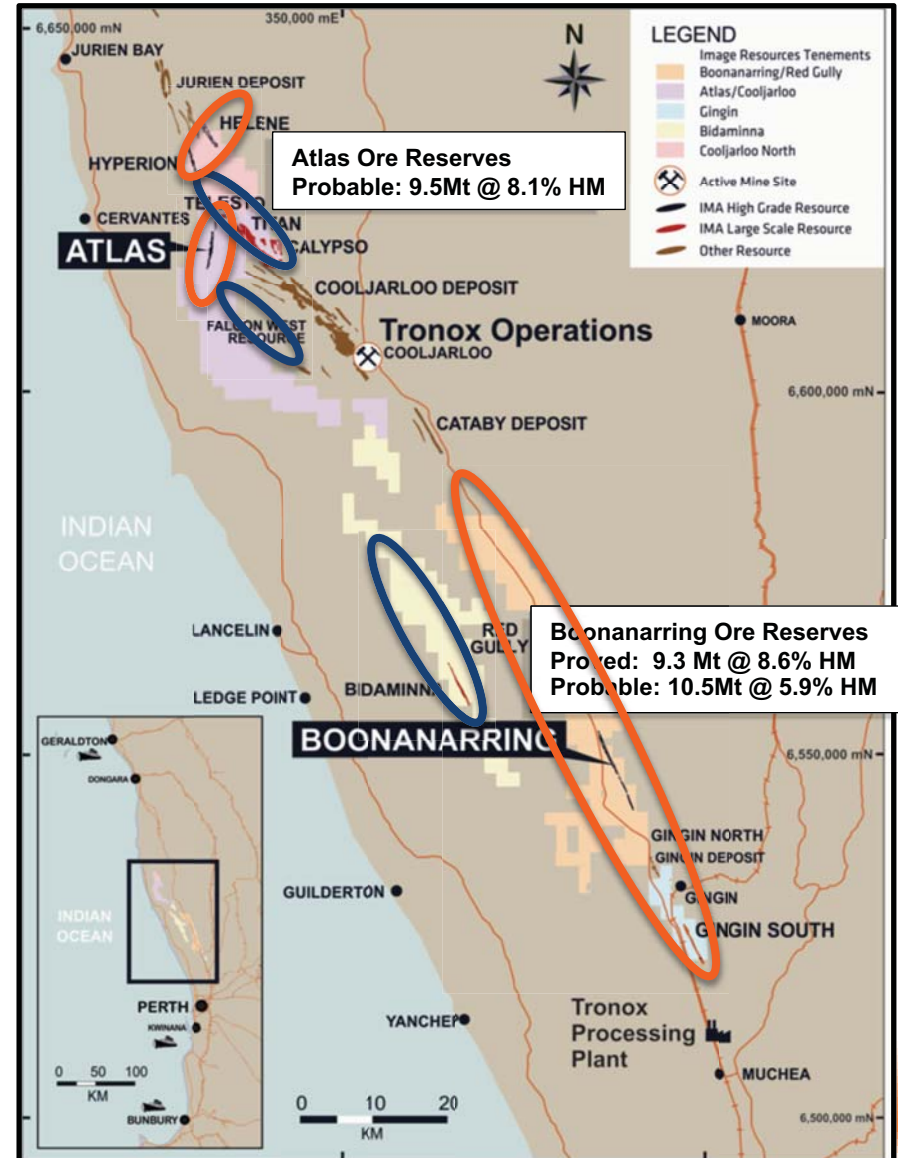 6,650,000 mN
350,000 mE
JURIEN BAY
JURIEN DEPOSIT
HELENE
HYPERION
TELESTO
CERVANTES
TITAN
ATLAS
CALYPSO
COOLJARLOO DEPOSIT
FALCON WEST
RESOURCE
Tronox Operations
COOLJARLOO
CATABY DEPOSIT
MOORA
6,600,000 mN
N
LEGEND
Image Resources Tenements
Boonanarring/Red Gully
Atlas/Cooljarloo
Gingin
Bidaminna
Cooljarloo North
Active Mine Site
IMA High Grade Resource
IMA Large Scale Resource
Other Resource
Atlas Ore Reserves
Probable: 9.5Mt @ 8.1% HM
INDIAN
OCEAN
LANCELIN
RED
GULLY
LEDGE POINT
BIDAMINNA
Boonanarring Ore Reserves
Proved: 9.3 Mt @ 8.6% HM
Probable: 10.5Mt @ 5.9% HM
BOONANARRING
6,550,000 mN
GINGIN NORTH
GINGIN DEPOSIT
GINGIN
GINGIN SOUTH
GUILDERTON
YANCHEP
Tronox
Processing
Plant
MUCHEA
6,500,000 mN
0 10 20
KM
GERALDTON
DONGARA
INDIAN
OCEAN
PERTH
KWINANA
0 50 100
KM
BUNBURY